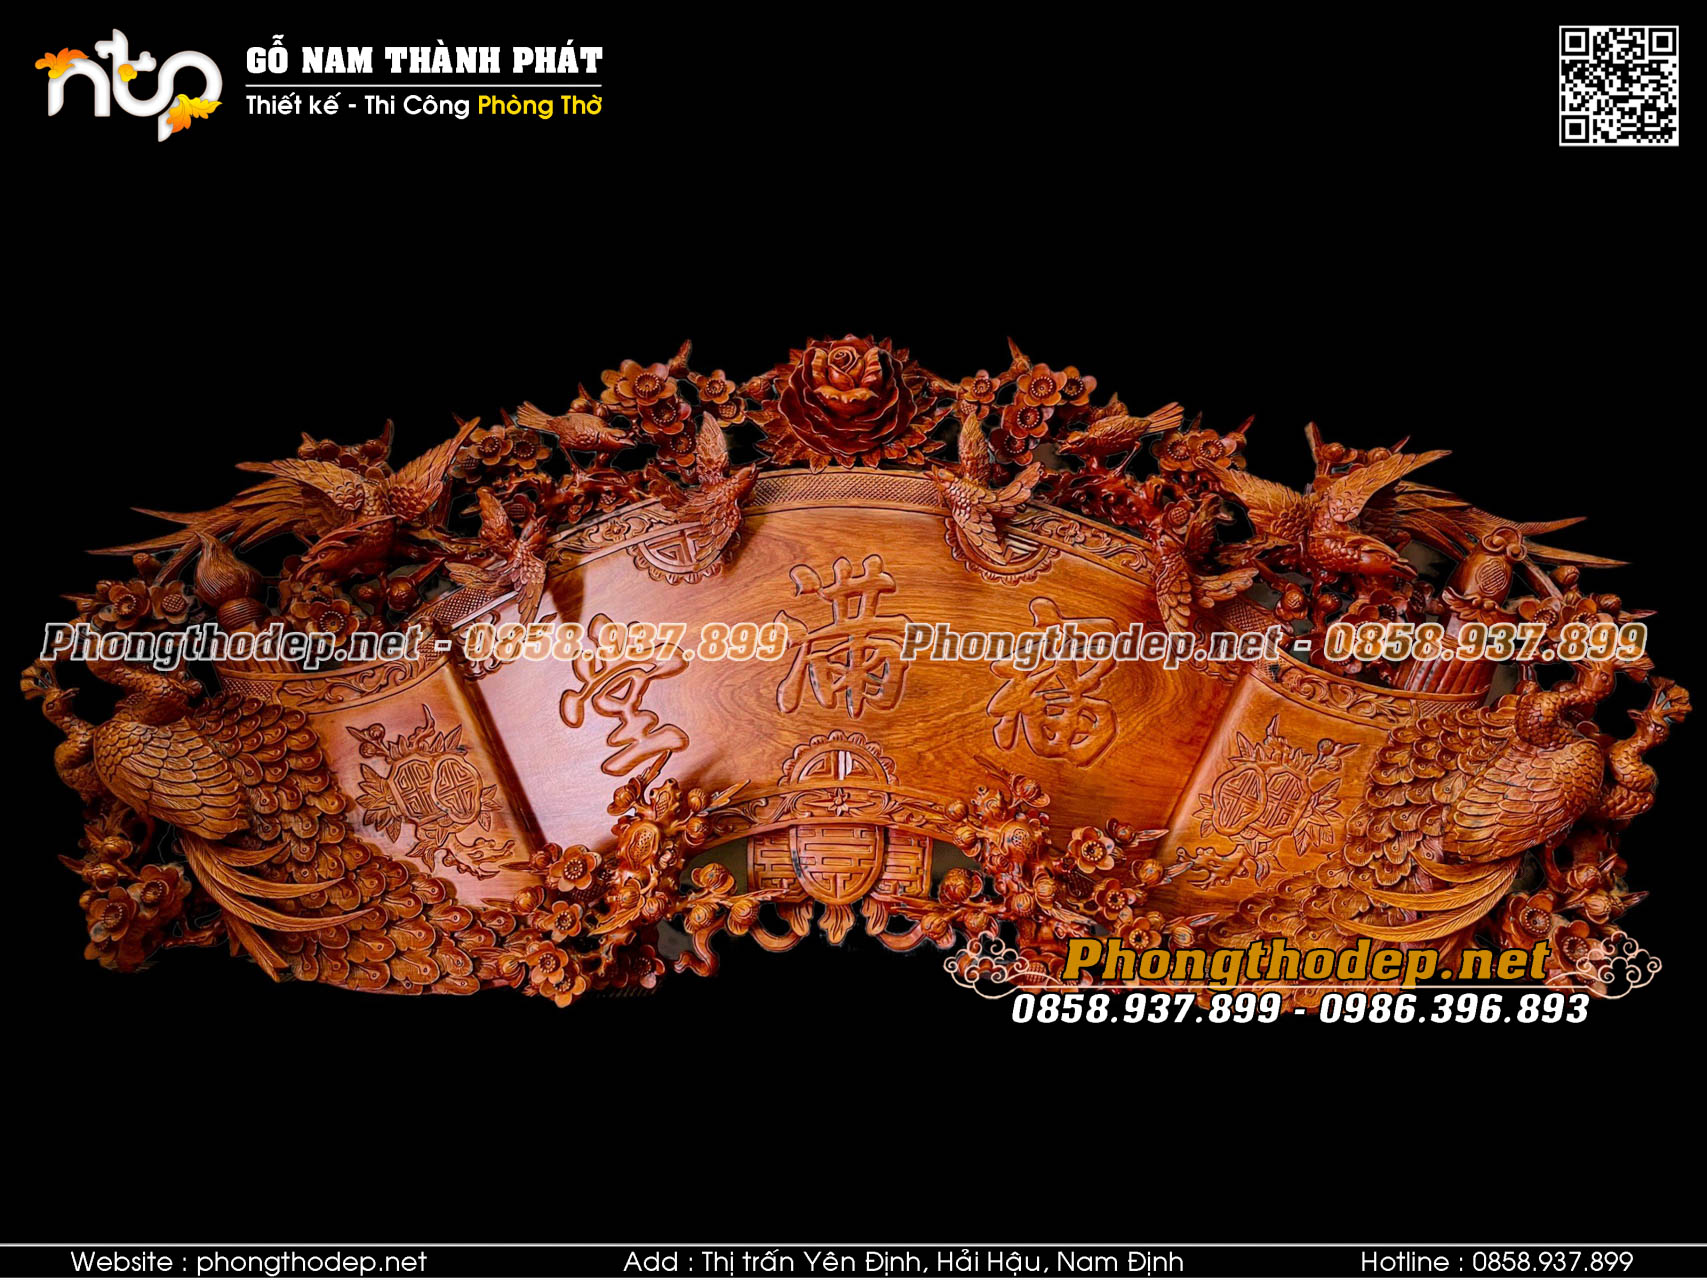 ntp
GỖ NAM THÀNH PHÁT
Thiết kế - Thi Công Phòng Thờ
堂 滿 福
Phongthodep.net - 0858.937.899
Phongthodep.net - 0858.937.899
Phongthodep.net
0858.937.899 - 0986.396.893
Website : phongthodep.net
Add : Thị trấn Yên Định, Hải Hậu, Nam Định
Hotline : 0858.937.899